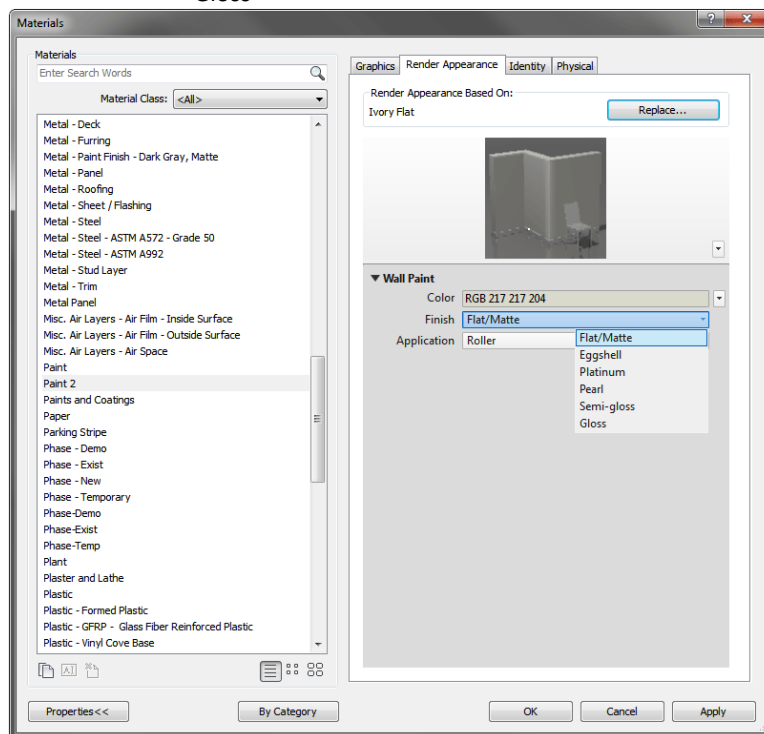 Gloss
Materials
Materials
Enter Search Words
Material Class: <All>
Metal - Deck
Metal - Furring
Metal - Paint Finish - Dark Gray, Matte
Metal - Panel
Metal - Roofing
Metal - Sheet / Flashing
Metal - Steel
Metal - Steel - ASTM A572 - Grade 50
Metal - Steel - ASTM A992
Metal - Stud Layer
Metal - Trim
Metal Panel
Misc. Air Layers - Air Film - Inside Surface
Misc. Air Layers - Air Film - Outside Surface
Misc. Air Layers - Air Space
Paint
Paint 2
Paints and Coatings
Paper
Parking Stripe
Phase - Demo
Phase - Exist
Phase - New
Phase - Temporary
Phase-Demo
Phase-Exist
Phase-Temp
Plant
Plaster and Lathe
Plastic
Plastic - Formed Plastic
Plastic - GFRP - Glass Fiber Reinforced Plastic
Plastic - Vinyl Cove Base
AI
Graphics Render Appearance Identity Physical
Render Appearance Based On:
Ivory Flat Replace...
Wall Paint
Color RGB 217 217 204
Finish Flat/Matte
Application Roller
Flat/Matte
Eggshell
Platinum
Pearl
Semi-gloss
Gloss
Properties<< By Category OK Cancel Apply